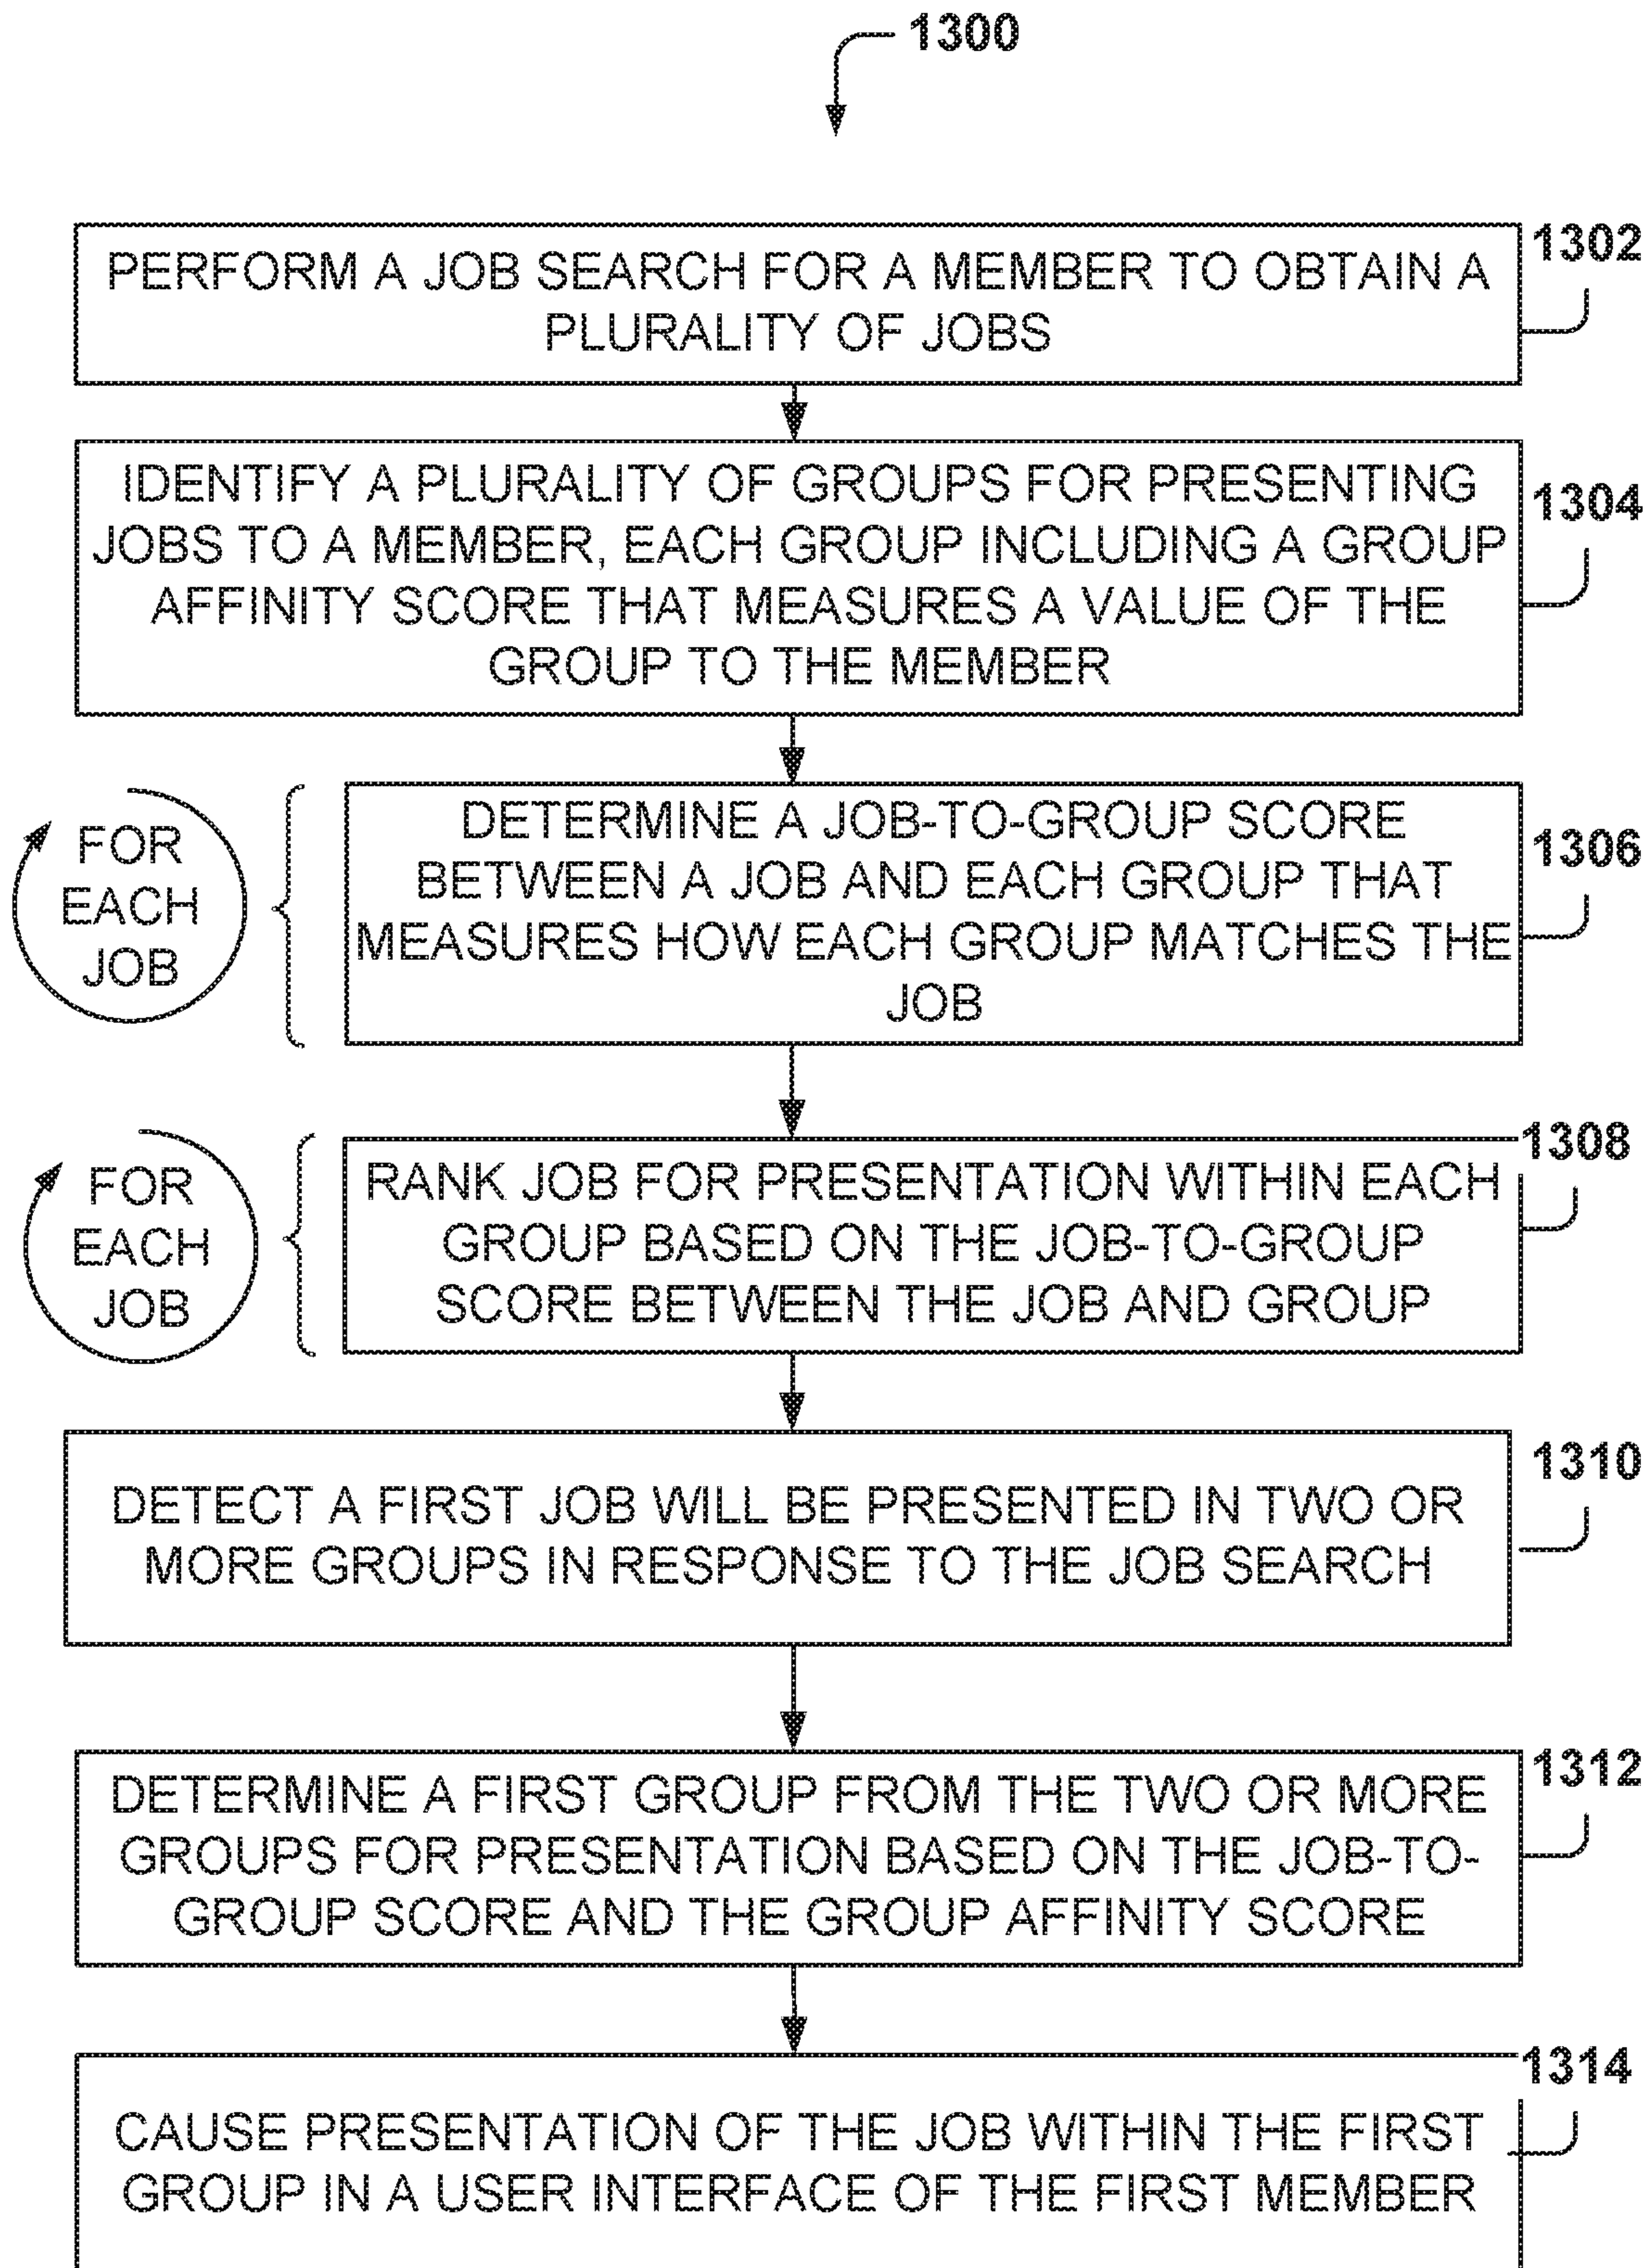 1300
1302
PERFORM A JOB SEARCH FOR A MEMBER TO OBTAIN A
PLURALITY OF JOBS
IDENTIFY A PLURALITY OF GROUPS FOR PRESENTING
JOBS TO A MEMBER, EACH GROUP INCLUDING A GROUP
AFFINITY SCORE THAT MEASURES A VALUE OF THE
GROUP TO THE MEMBER
1304
FOR
EACH
JOB
DETERMINE A JOB-TO-GROUP SCORE
BETWEEN A JOB AND EACH GROUP THAT
MEASURES HOW EACH GROUP MATCHES THE
JOB
1306
FOR
EACH
JOB
1308
RANK JOB FOR PRESENTATION WITHIN EACH
GROUP BASED ON THE JOB-TO-GROUP
SCORE BETWEEN THE JOB AND GROUP
1310
DETECT A FIRST JOB WILL BE PRESENTED IN TWO OR
MORE GROUPS IN RESPONSE TO THE JOB SEARCH
1312
DETERMINE A FIRST GROUP FROM THE TWO OR MORE
GROUPS FOR PRESENTATION BASED ON THE JOB-TO-
GROUP SCORE AND THE GROUP AFFINITY SCORE
1314
CAUSE PRESENTATION OF THE JOB WITHIN THE FIRST
GROUP IN A USER INTERFACE OF THE FIRST MEMBER